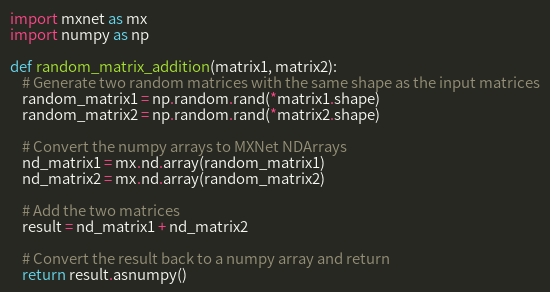 import mxnet as mx
import numpy as np
def random_matrix_addition(matrix1, matrix2):
# Generate two random matrices with the same shape as the input matrices
random_matrix1 = np.random.rand(*matrix1.shape)
random_matrix2 = np.random.rand(*matrix2.shape)
# Convert the numpy arrays to MXNet NDArrays
nd_matrix1 = mx.nd.array(random_matrix1)
nd_matrix2 = mx.nd.array(random_matrix2)
# Add the two matrices
result = nd_matrix1 + nd_matrix2
# Convert the result back to a numpy array and return
return result.asnumpy()